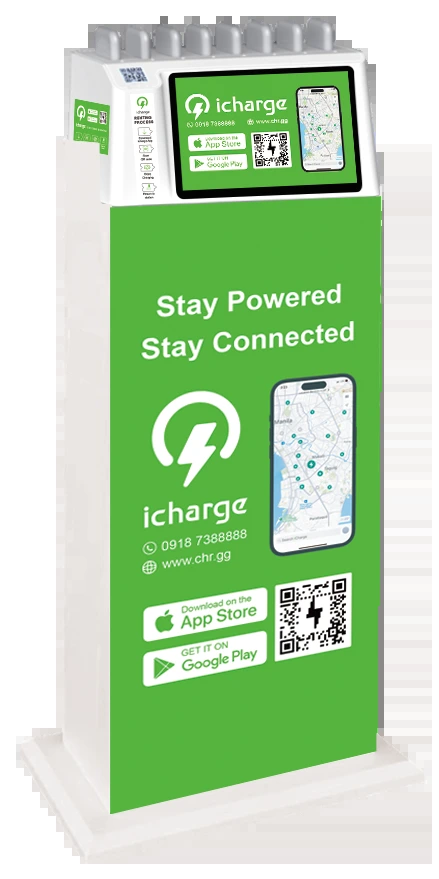 icharge
0918 7388888
www.chr.gg
Download on the
App Store
GET IT ON
Google Play
icharge
RENTING
PROCESS
Stay Powered
Stay Connected
Manila
icharge
0918 7388888
www.chr.gg
Download on the
App Store
GET IT ON
Google Play